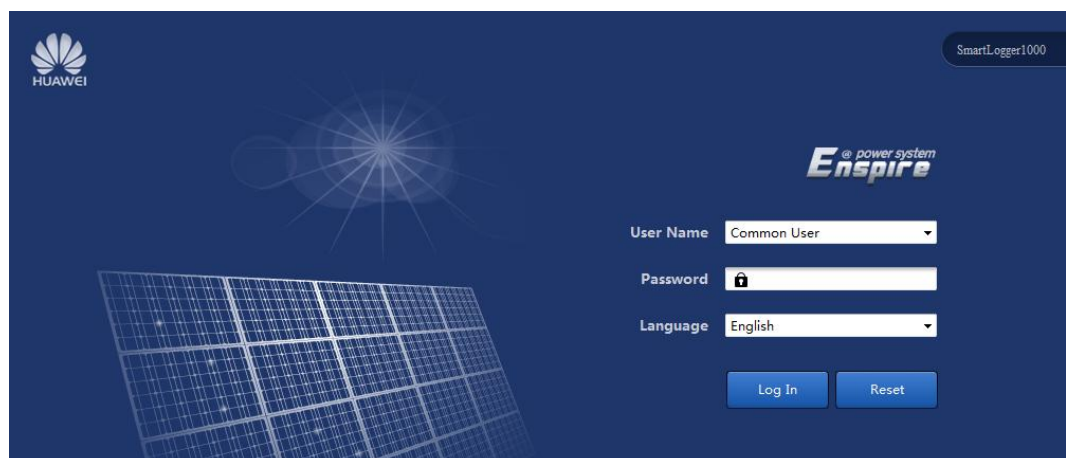 HUAWEI
SmartLogger1000
Enspire @ power system
User Name Common User
Password
Language English
Log In Reset